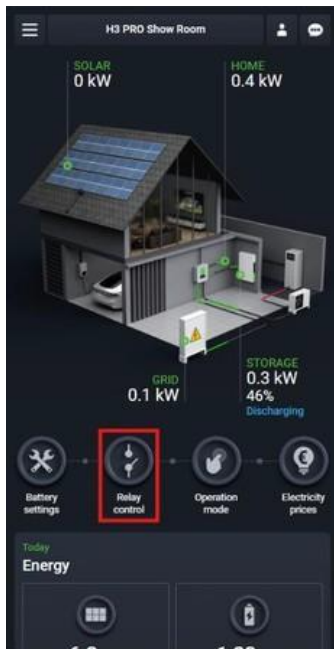 H3 PRO Show Room
SOLAR
0 kW
HOME
0.4 kW
GRID
0.1 kW
STORAGE
0.3 kW
46%
Discharging
Battery
settings
Relay
control
Operation
mode
Electricity
prices
Today
Energy